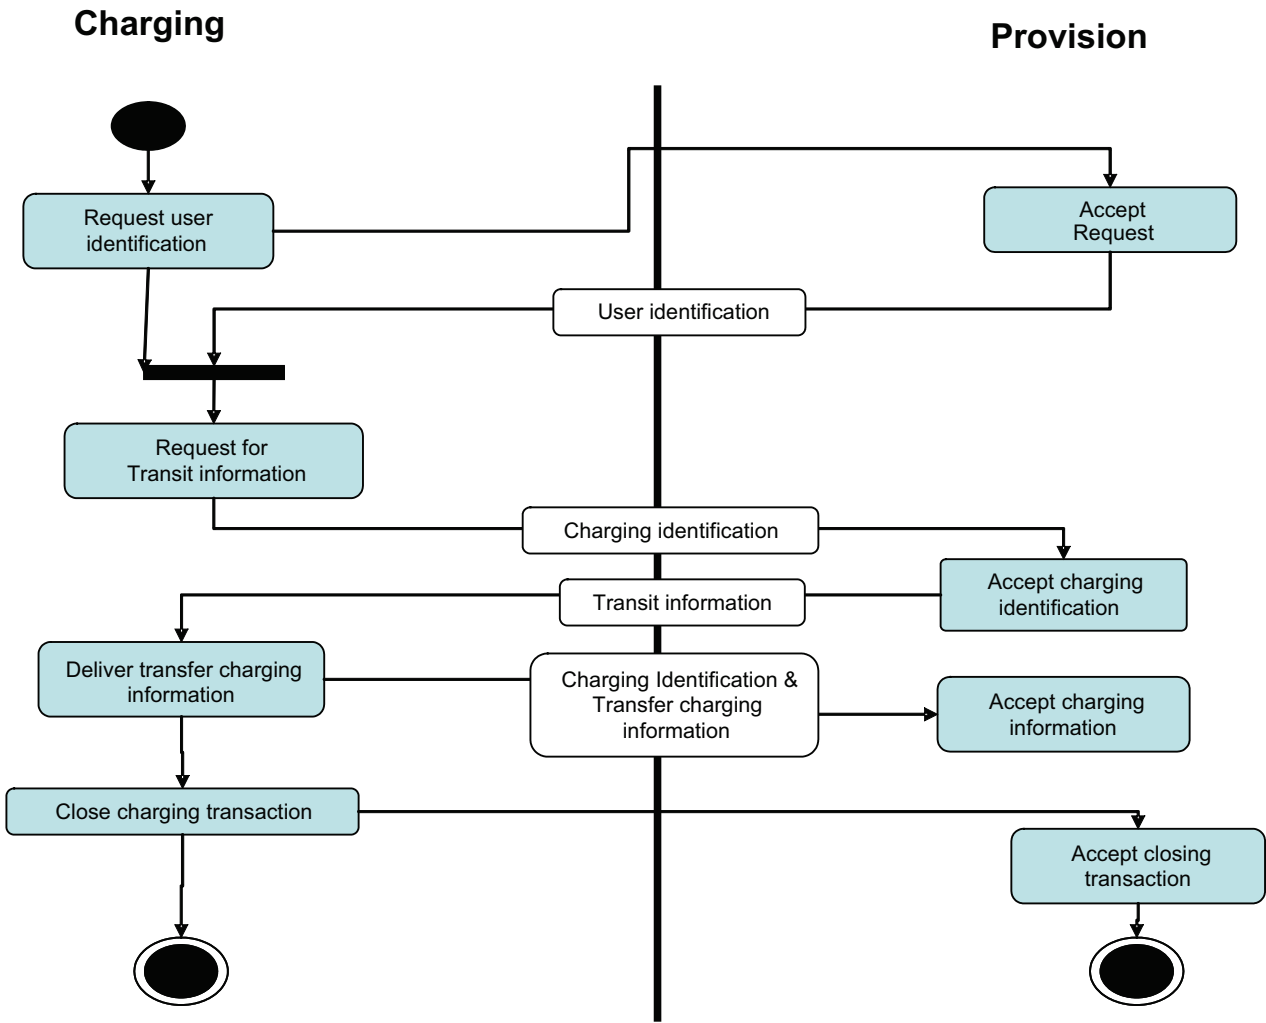 Charging
Provision
Request user
identification
Accept
Request
User identification
Request for
Transit information
Charging identification
Accept charging
identification
Transit information
Deliver transfer charging
information
Charging Identification &
Transfer charging
information
Accept charging
information
Close charging transaction
Accept closing
transaction